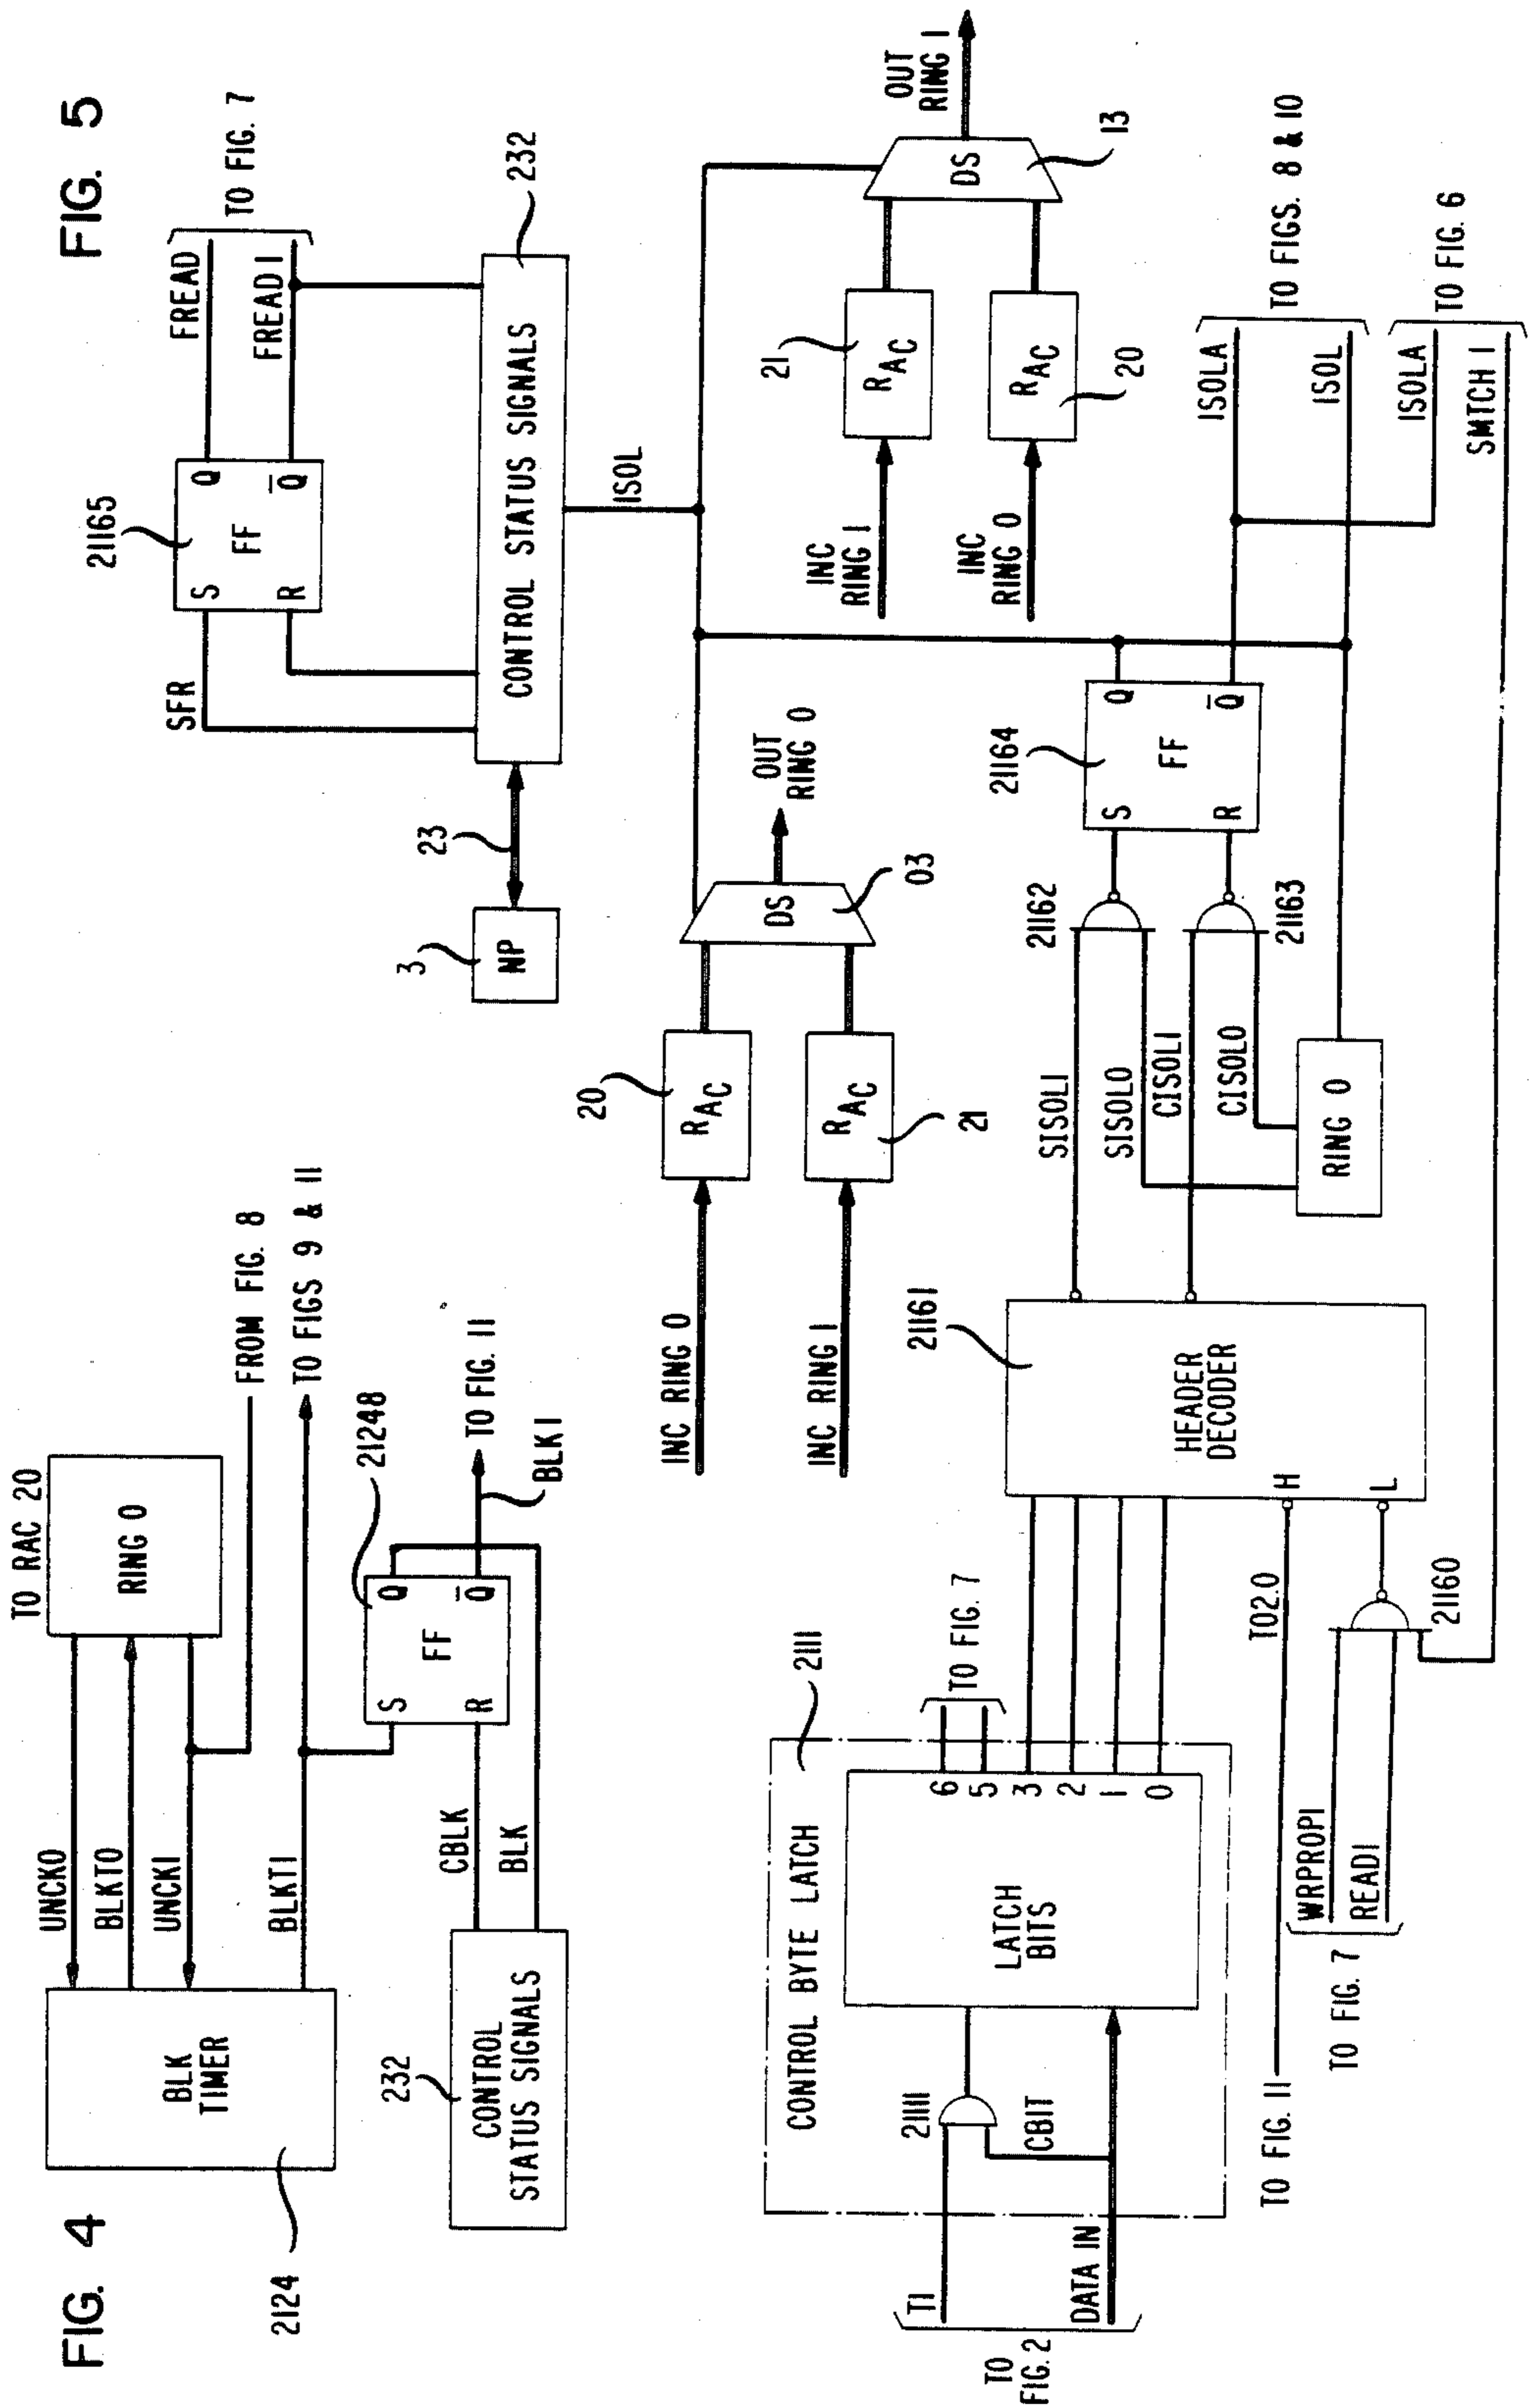 FIG. 4
TO RAC 20
RING 0
UNCK0
BLKT0
UNCK1
BLKT1
BLK
TIMER
2124
FROM FIG. 8
TO FIGS 9 & 11
232
CONTROL
STATUS SIGNALS
CBLK
BLK
S
R
FF
Q
Q
21248
TO FIG. 11
BLK1
FIG. 5
21165
S
R
FF
Q
Q
FREAD
FREAD 1
TO FIG. 7
SFR
232
CONTROL STATUS SIGNALS
3
NP
23
ISOL
INC RING 0
20
RAC
INC RING 1
RAC
21
DS
03
OUT
RING 0
INC
RING 1
21
RAC
INC
RING 0
RAC
20
DS
13
OUT
RING 1
TO
FIG. 2
T1
DATA IN
CONTROL BYTE LATCH
2111
21111
CBIT
LATCH
BITS
6
5
3
2
1
0
TO FIG. 7
TO FIG. 11
T02.0
TO FIG. 7
WRPROP1
READ1
21160
H
L
HEADER
DECODER
21161
SISOL1
SISOL0
CISOL1
CISOL0
RING 0
21162
21163
21164
S
R
FF
Q
Q
ISOLA
ISOL
TO FIGS. 8 & 10
ISOLA
SMTCH 1
TO FIG. 6